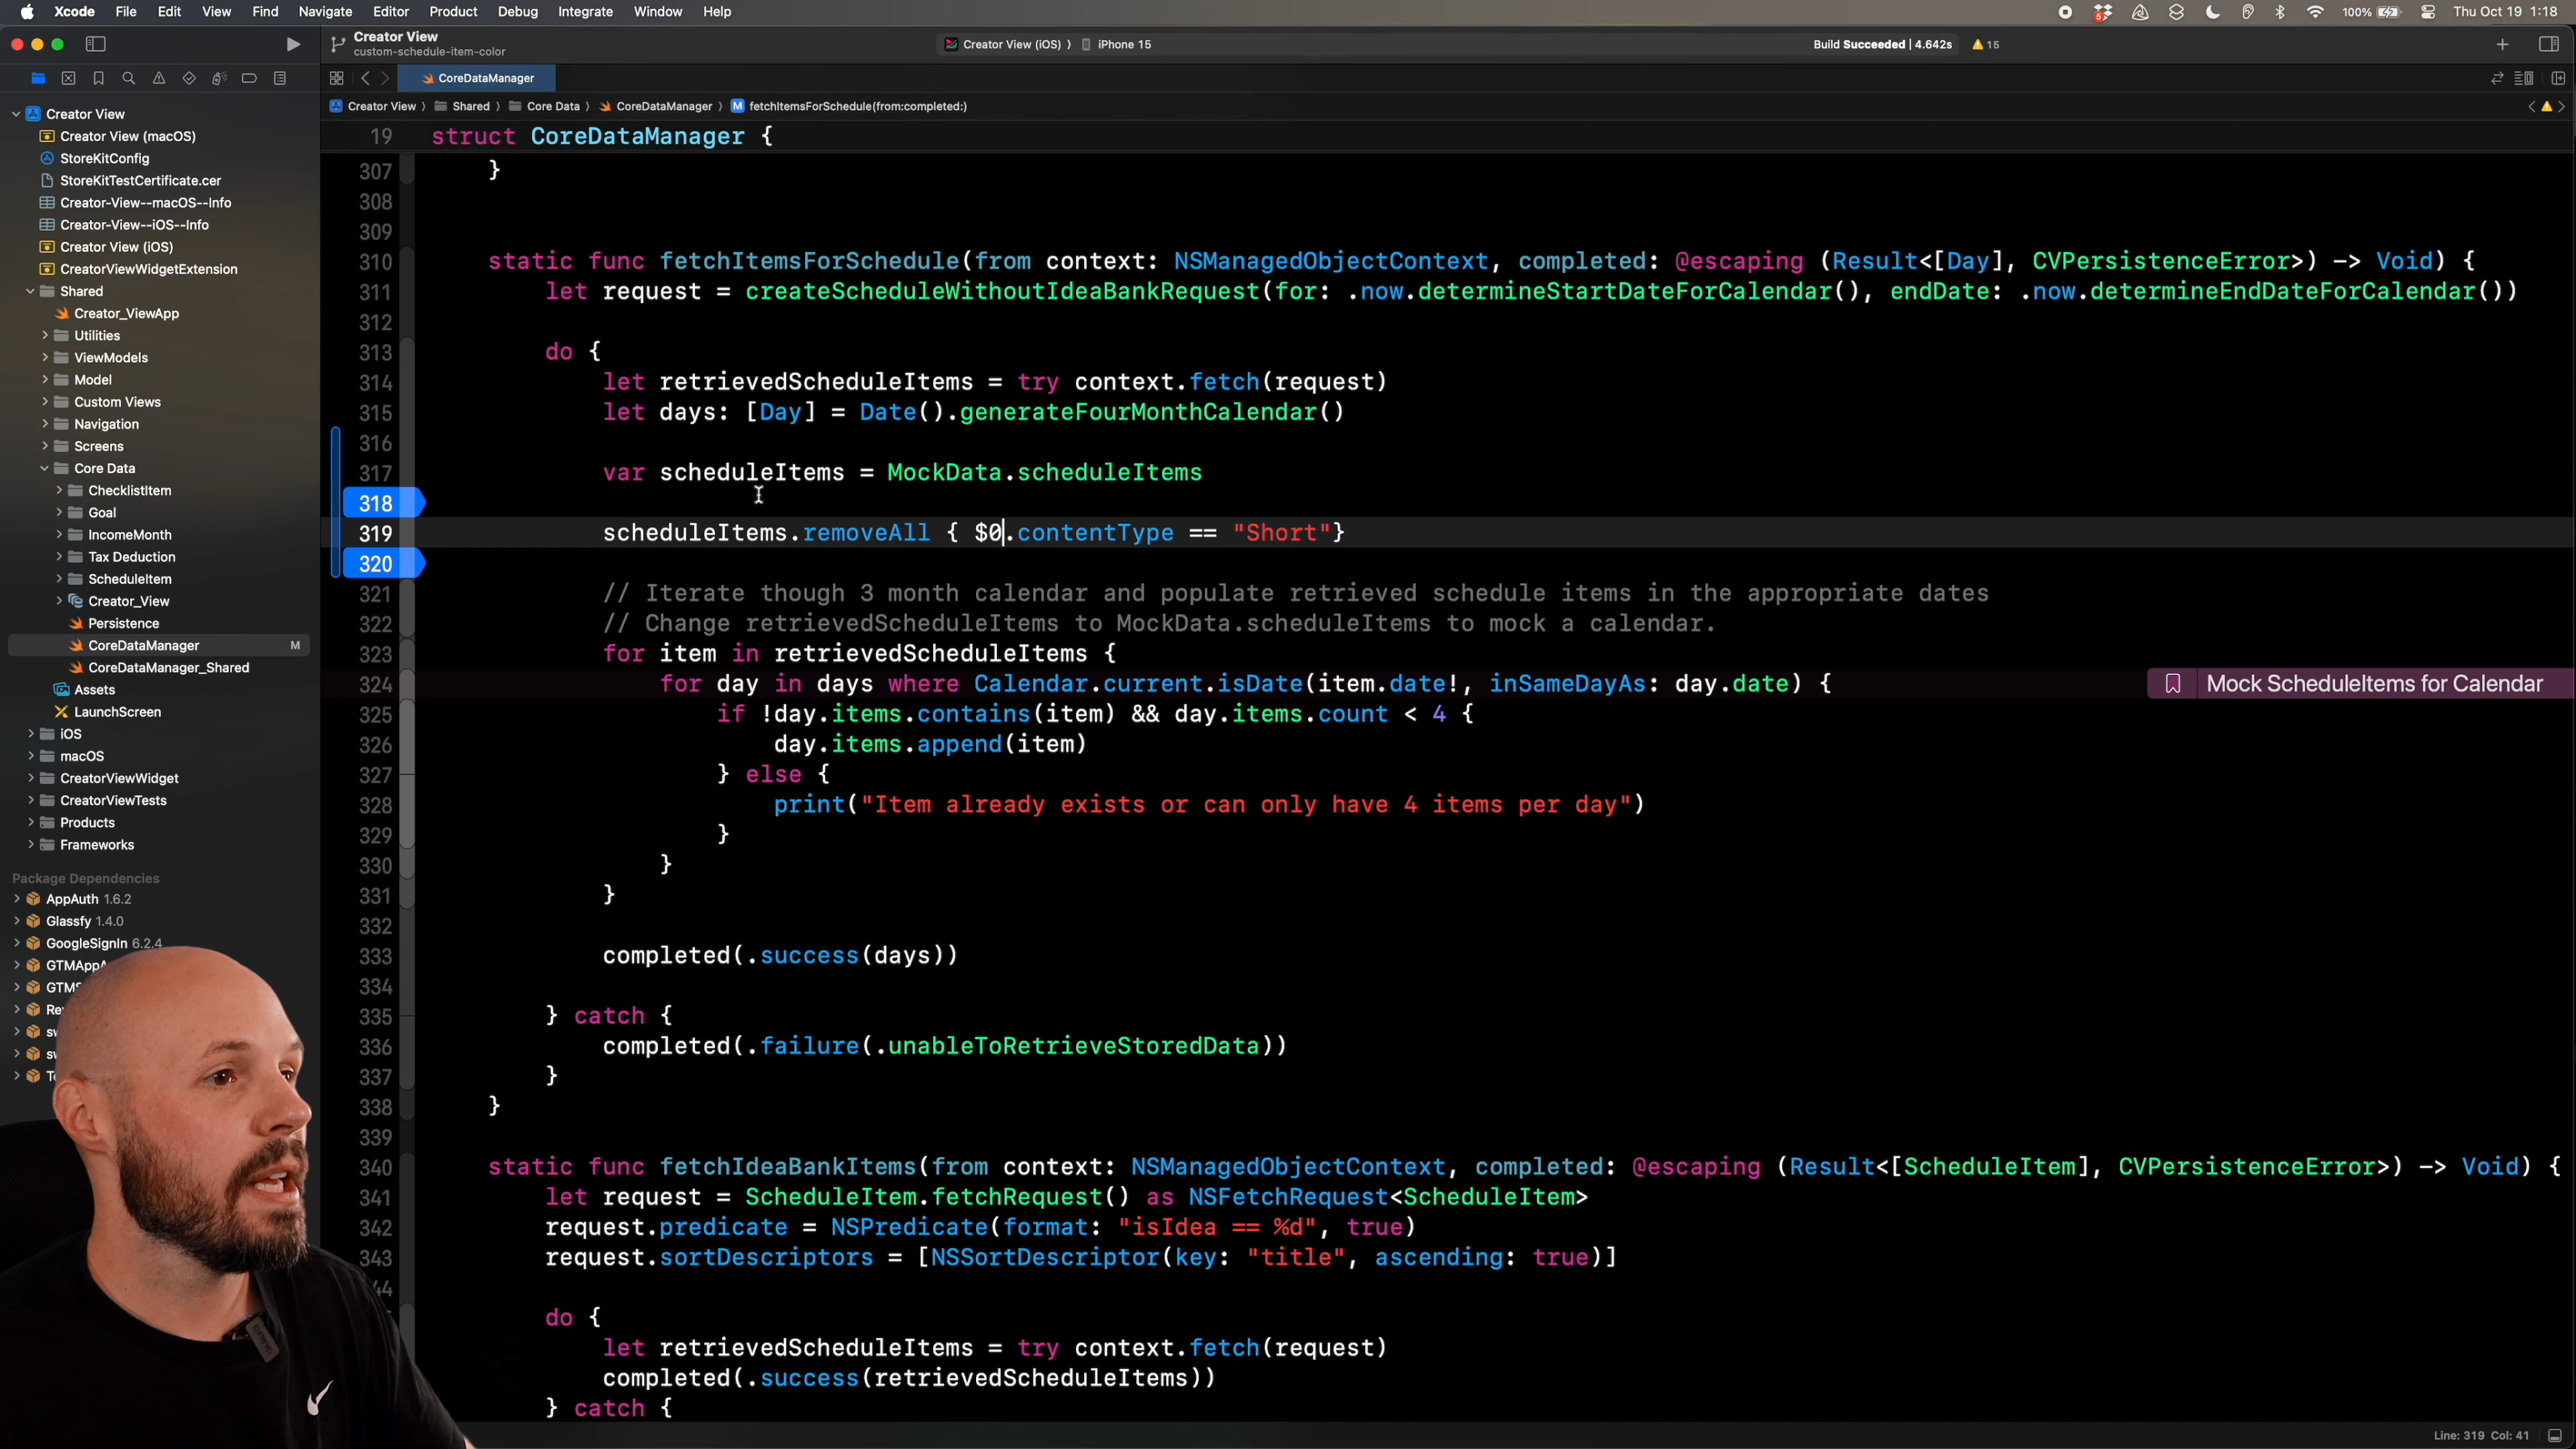 Xcode File Edit View Find Navigate Editor Product Debug Integrate Window Help
100% Thu Oct 19 1:18
Creator View
custom-schedule-item-color
Creator View (iOS) 〉 iPhone 15
Build Succeeded | 4.642s 15
CoreDataManager
Creator View 〉 Shared 〉 Core Data 〉 CoreDataManager 〉 M fetchItemsForSchedule(from:completed:)
Creator View
Creator View (macOS)
StoreKitConfig
StoreKitTestCertificate.cer
Creator-View--macOS--Info
Creator-View--iOS--Info
Creator View (iOS)
CreatorViewWidgetExtension
Shared
Creator_ViewApp
Utilities
ViewModels
Model
Custom Views
Navigation
Screens
Core Data
ChecklistItem
Goal
IncomeMonth
Tax Deduction
ScheduleItem
Creator_View
Persistence
CoreDataManager M
CoreDataManager_Shared
Assets
LaunchScreen
iOS
macOS
CreatorViewWidget
CreatorViewTests
Products
Frameworks
Package Dependencies
AppAuth 1.6.2
Glassfy 1.4.0
GoogleSignIn 6.2.4
19 struct CoreDataManager {
307 }
308
309
310 static func fetchItemsForSchedule(from context: NSManagedObjectContext, completed: @escaping (Result<[Day], CVPersistenceError>) -> Void) {
311 let request = createScheduleWithoutIdeaBankRequest(for: .now.determineStartDateForCalendar(), endDate: .now.determineEndDateForCalendar())
312
313 do {
314 let retrievedScheduleItems = try context.fetch(request)
315 let days: [Day] = Date().generateFourMonthCalendar()
316
317 var scheduleItems = MockData.scheduleItems
318
319 scheduleItems.removeAll { $0.contentType == "Short"}
320
321 // Iterate though 3 month calendar and populate retrieved schedule items in the appropriate dates
322 // Change retrievedScheduleItems to MockData.scheduleItems to mock a calendar.
323 for item in retrievedScheduleItems {
324 for day in days where Calendar.current.isDate(item.date!, inSameDayAs: day.date) { Mock ScheduleItems for Calendar
325 if !day.items.contains(item) && day.items.count < 4 {
326 day.items.append(item)
327 } else {
328 print("Item already exists or can only have 4 items per day")
329 }
330 }
331 }
332
333 completed(.success(days))
334
335 } catch {
336 completed(.failure(.unableToRetrieveStoredData))
337 }
338 }
339
340 static func fetchIdeaBankItems(from context: NSManagedObjectContext, completed: @escaping (Result<[ScheduleItem], CVPersistenceError>) -> Void) {
341 let request = ScheduleItem.fetchRequest() as NSFetchRequest<ScheduleItem>
342 request.predicate = NSPredicate(format: "isIdea == %d", true)
343 request.sortDescriptors = [NSSortDescriptor(key: "title", ascending: true)]
do {
let retrievedScheduleItems = try context.fetch(request)
completed(.success(retrievedScheduleItems))
} catch {
Line: 319 Col: 41